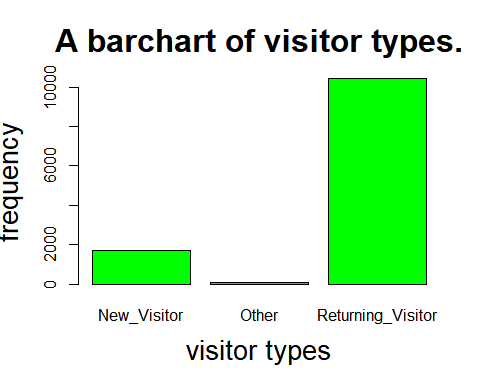 A barchart of visitor types.
frequency
10000
6000
2000
0
New_Visitor Other Returning_Visitor
visitor types